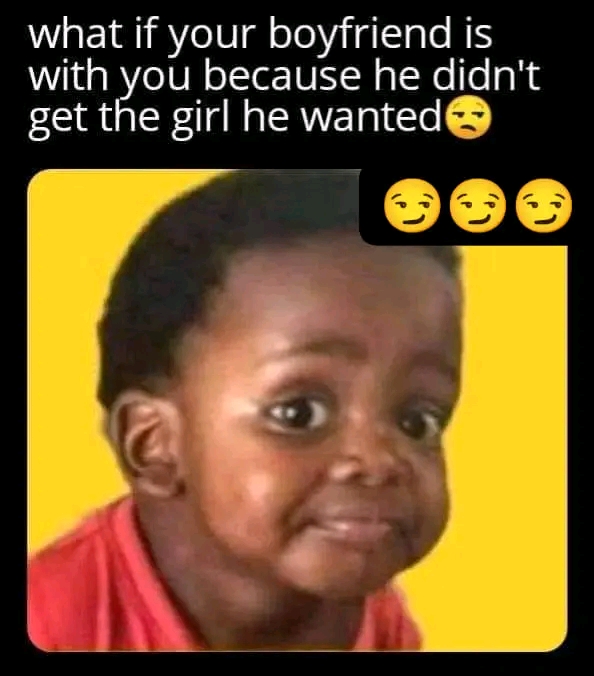 what if your boyfriend is
with you because he didn't
get the girl he wanted😒
😏😏😏